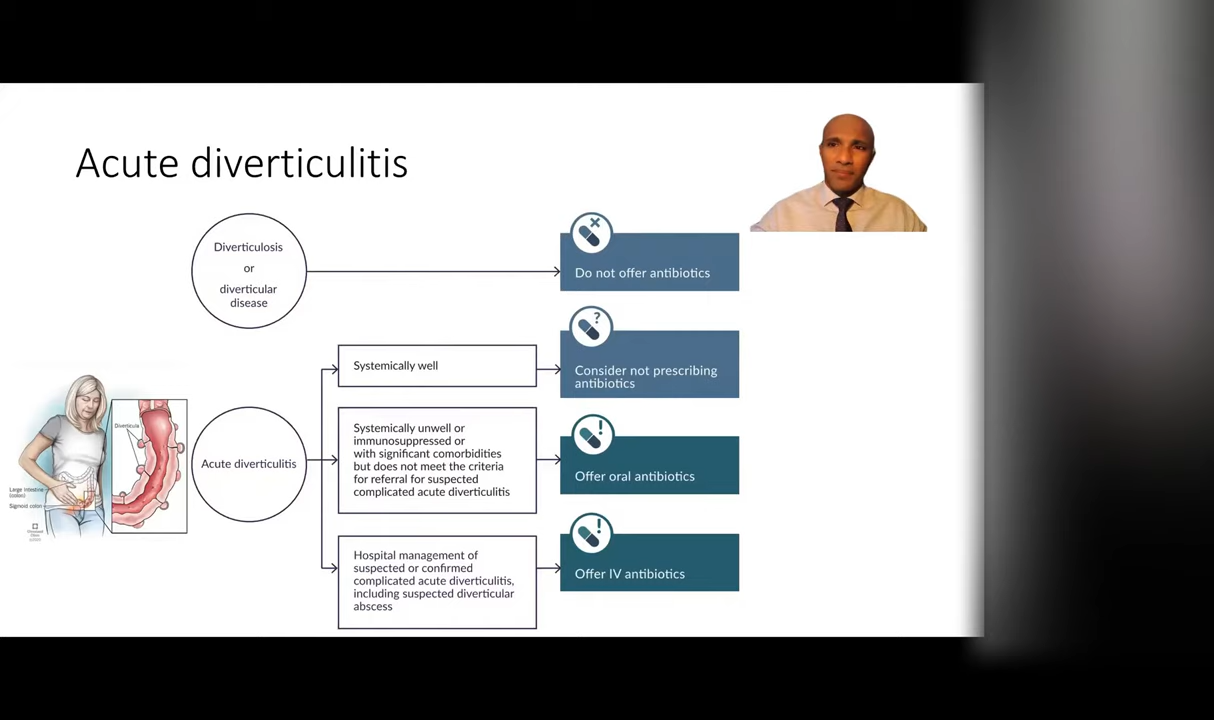 Acute diverticulitis
Diverticulosis
or
diverticular
disease
Do not offer antibiotics
Systemically well
Consider not prescribing
antibiotics
Acute diverticulitis
Systemically unwell or
immunosuppressed or
with significant comorbidities
but does not meet the criteria
for referral for suspected
complicated acute diverticulitis
Offer oral antibiotics
Hospital management of
suspected or confirmed
complicated acute diverticulitis,
including suspected diverticular
abscess
Offer IV antibiotics
Diverticula
Large intestine
(colon)
Sigmoid colon